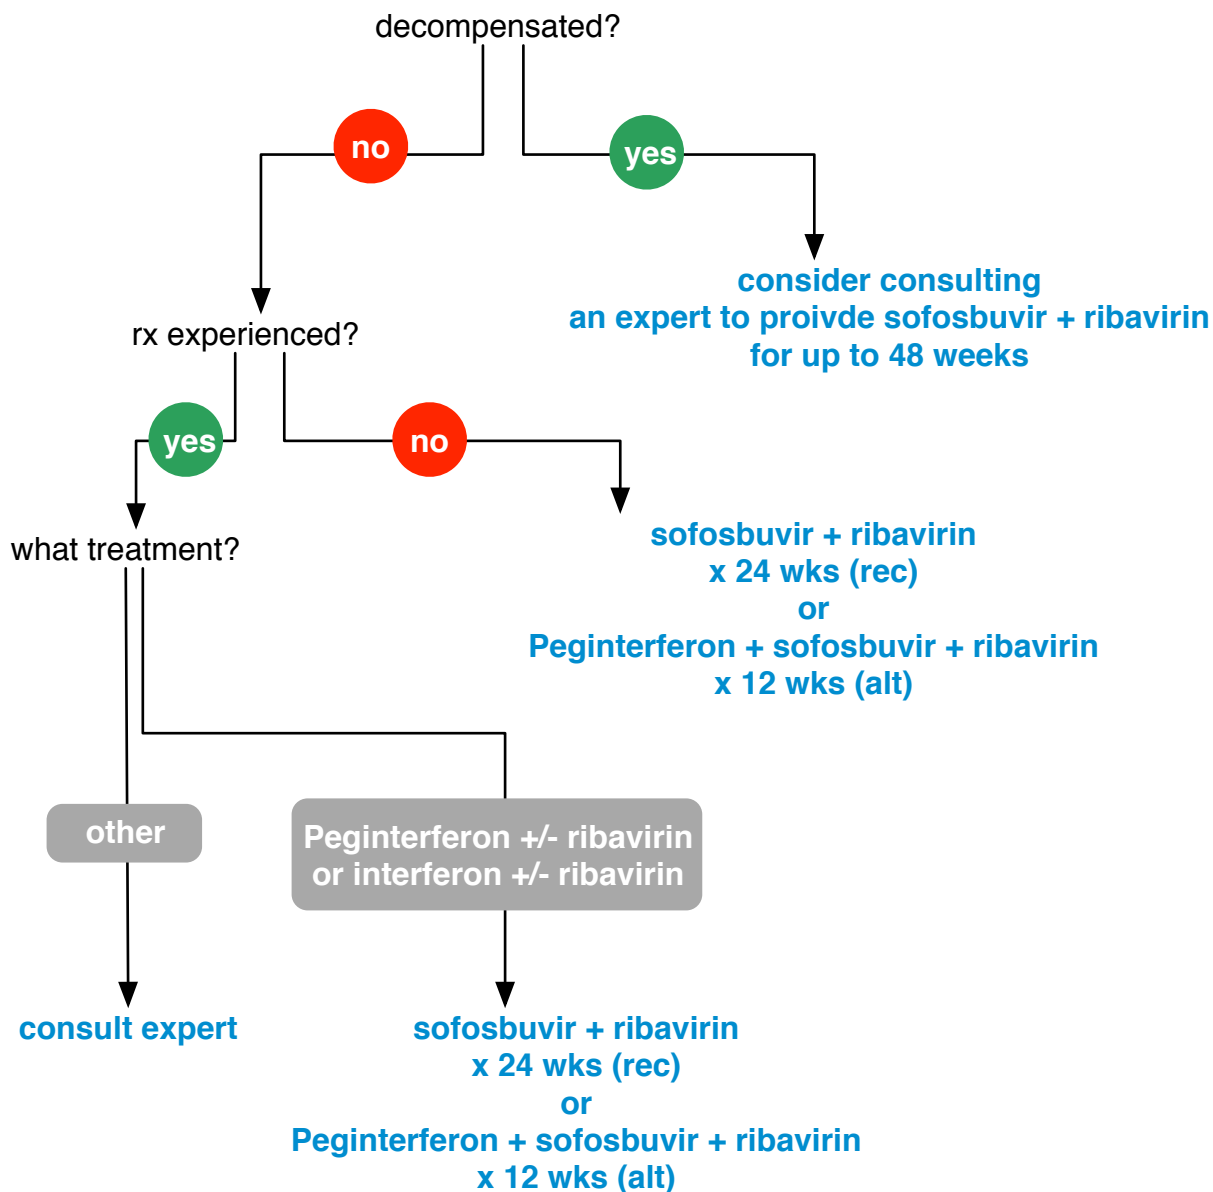 decompensated?
no
yes
consider consulting
an expert to proivde sofosbuvir + ribavirin
for up to 48 weeks
rx experienced?
yes
no
what treatment?
sofosbuvir + ribavirin
x 24 wks (rec)
or
Peginterferon + sofosbuvir + ribavirin
x 12 wks (alt)
other
Peginterferon +/- ribavirin
or interferon +/- ribavirin
consult expert
sofosbuvir + ribavirin
x 24 wks (rec)
or
Peginterferon + sofosbuvir + ribavirin
x 12 wks (alt)